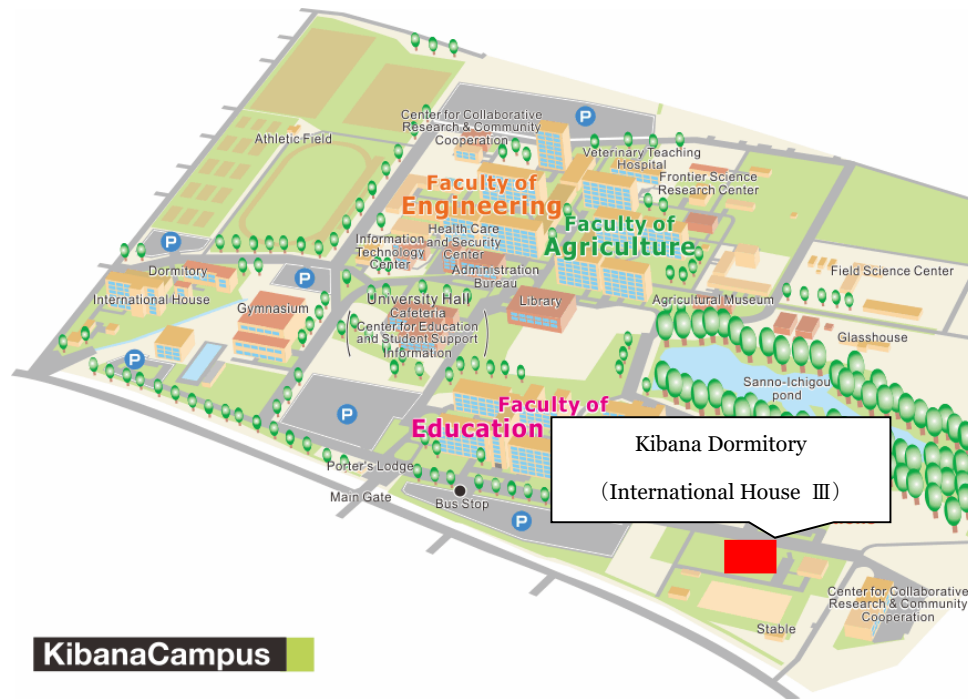 P
Center for Collaborative
Research & Community
Cooperation
Athletic Field
Veterinary Teaching
Hospital
Frontier Science
Research Center
Faculty of
Engineering
Faculty of
Agriculture
Health Care
and Security
Center
Information
Technology
Center
Administration
Bureau
P
Dormitory
International House
P
Gymnasium
University Hall
Cafeteria
(Center for Education
and Student Support
Information)
Library
Agricultural Museum
Field Science Center
Glasshouse
P
Sanno-Ichigou
pond
P
Faculty of
Education
Kibana Dormitory
(International House Ⅲ)
Porter's Lodge
Main Gate
Bus Stop
P
Center for Collaborative
Research & Community
Cooperation
Stable
KibanaCampus